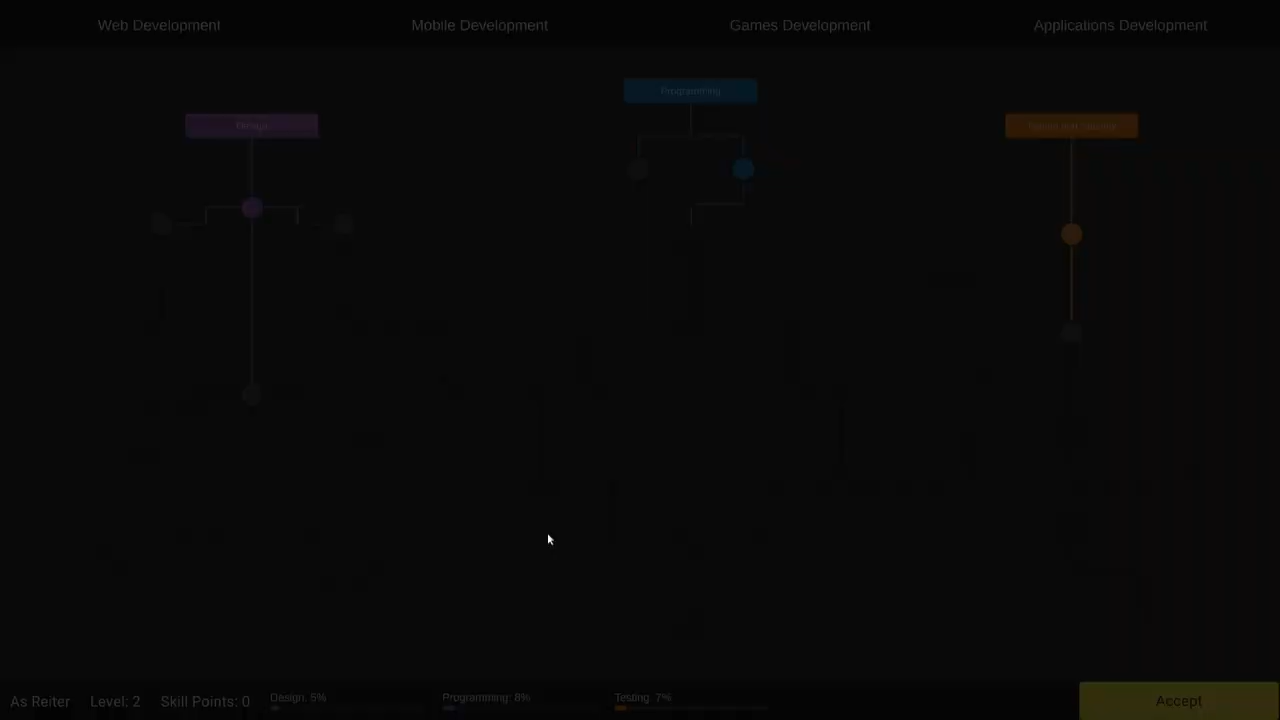 Web Development
Mobile Development
Games Development
Applications Development
Programming
Design
As Reiter
Level: 2
Skill Points: 0
Design: 5%
Programming: 8%
Testing: 7%
Accept